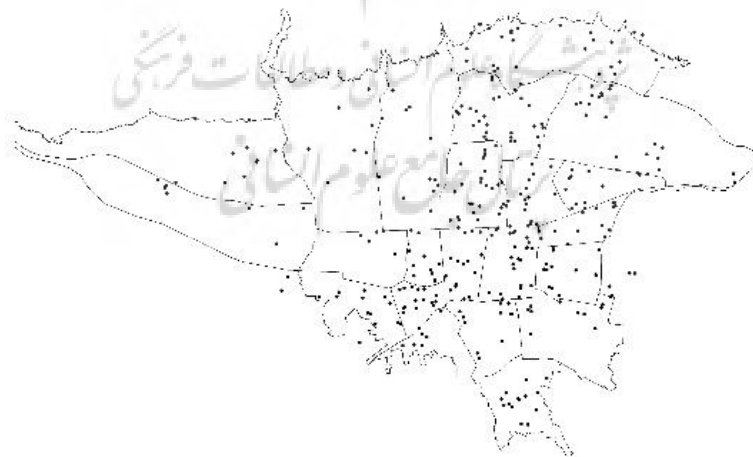 پژوهشگاه علوم انسانی و مطالعات فرهنگی
پرتال جامع علوم انسانی